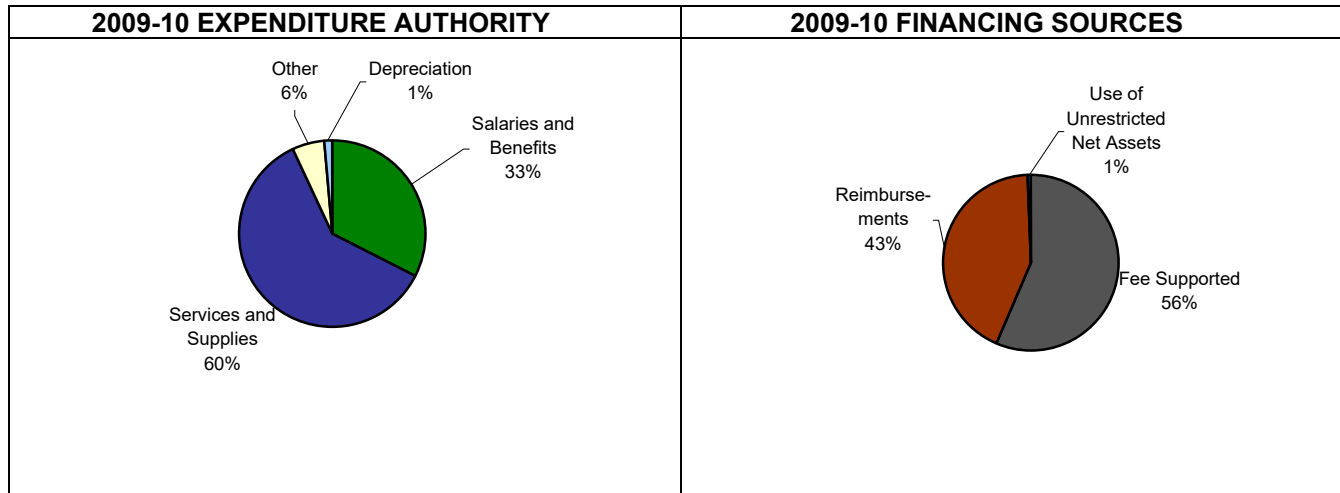 2009-10 EXPENDITURE AUTHORITY
Other
6%
Depreciation
1%
Salaries and
Benefits
33%
Services and
Supplies
60%
2009-10 FINANCING SOURCES
Use of
Unrestricted
Net Assets
1%
Reimburse-
ments
43%
Fee Supported
56%